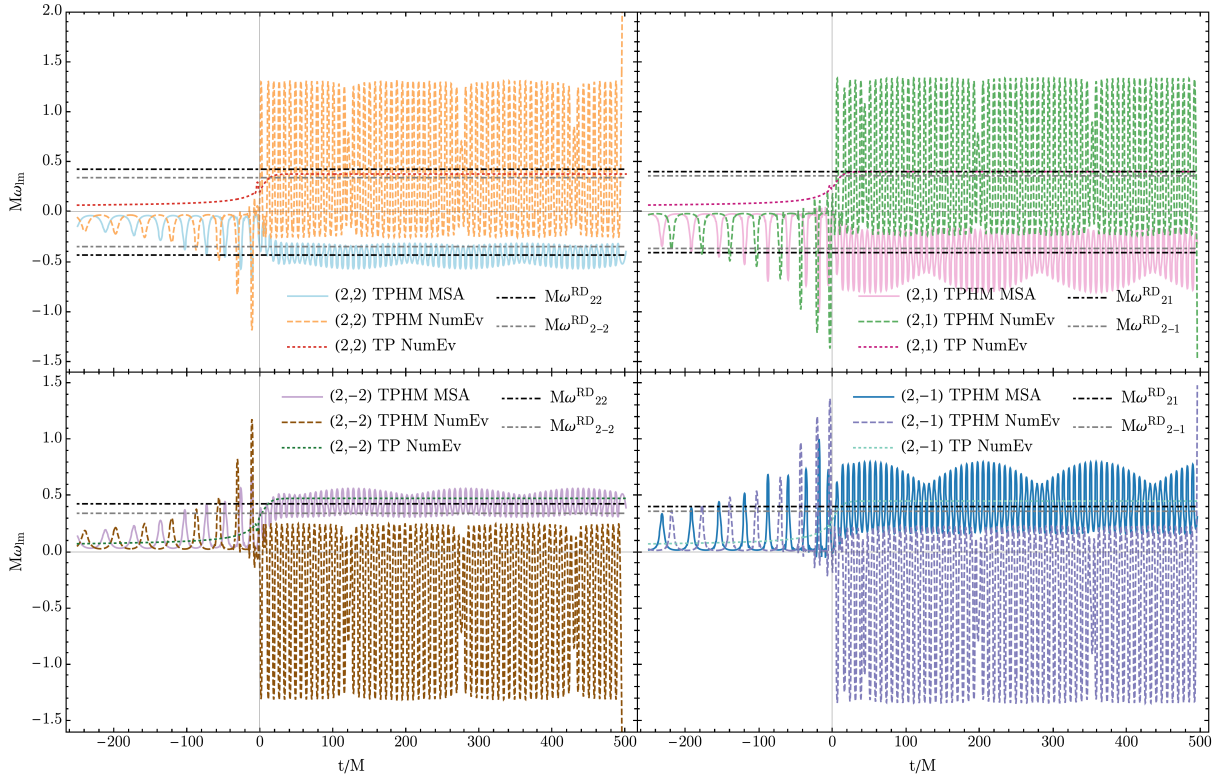 2.0
1.5
1.0
0.5
0.0
−0.5
−1.0
−1.5
Mωlm
(2,2) TPHM MSA
(2,2) TPHM NumEv
(2,2) TP NumEv
Mω^RD_22
Mω^RD_2−2
(2,1) TPHM MSA
(2,1) TPHM NumEv
(2,1) TP NumEv
Mω^RD_21
Mω^RD_2−1
1.5
1.0
0.5
0.0
−0.5
−1.0
−1.5
Mωlm
(2,−2) TPHM MSA
(2,−2) TPHM NumEv
(2,−2) TP NumEv
Mω^RD_22
Mω^RD_2−2
(2,−1) TPHM MSA
(2,−1) TPHM NumEv
(2,−1) TP NumEv
Mω^RD_21
Mω^RD_2−1
−200 −100 0 100 200 300 400 500
t/M
−200 −100 0 100 200 300 400 500
t/M